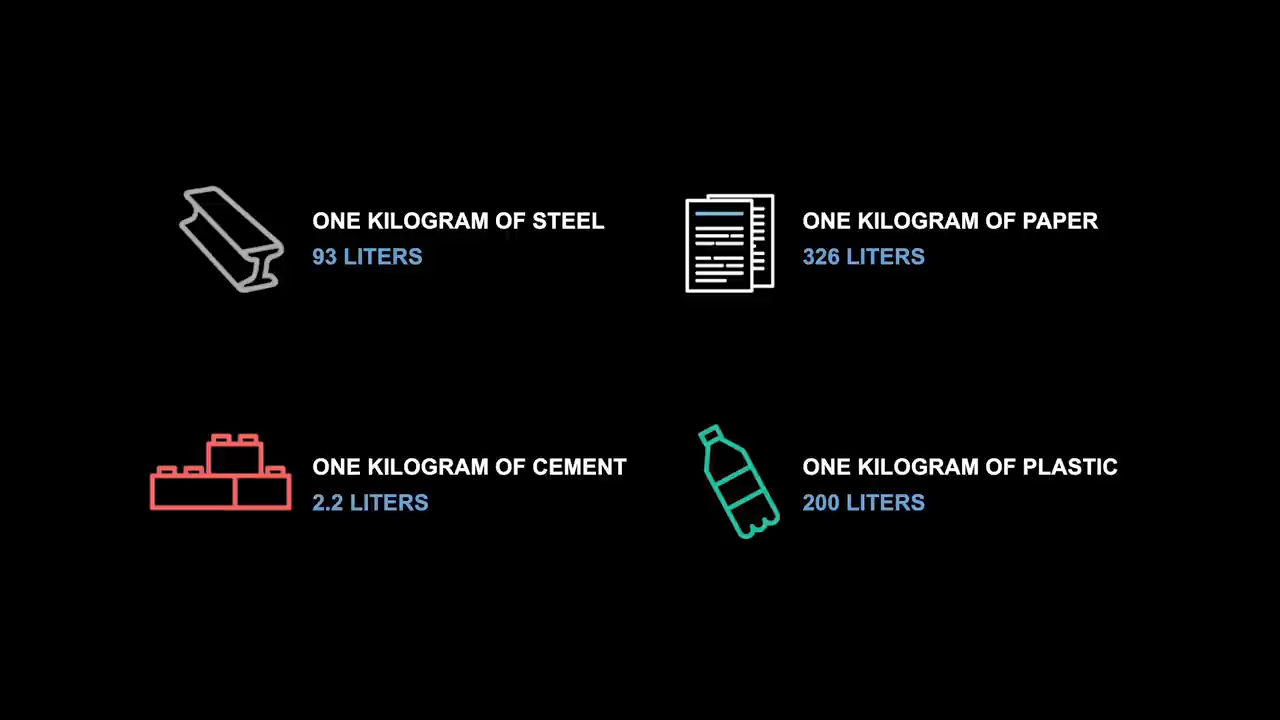 ONE KILOGRAM OF STEEL
93 LITERS
ONE KILOGRAM OF PAPER
326 LITERS
ONE KILOGRAM OF CEMENT
2.2 LITERS
ONE KILOGRAM OF PLASTIC
200 LITERS